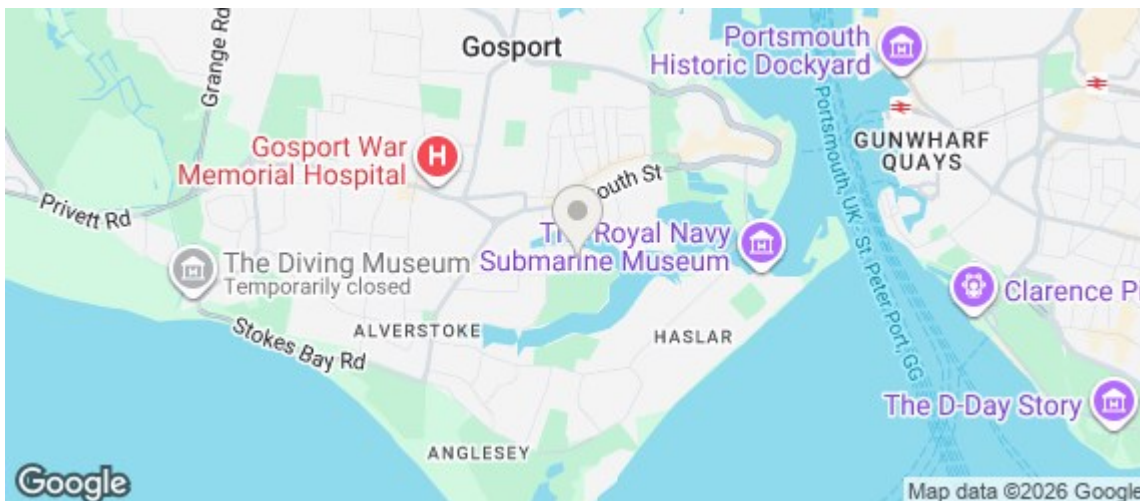 Grange Rd
Gosport
Portsmouth
Historic Dockyard
Portsmouth, UK - St. Peter Port, GG
GUNWHARF
QUAYS
Gosport War
Memorial Hospital
H
Privett Rd
outh St
The Diving Museum
Temporarily closed
The Royal Navy
Submarine Museum
Clarence P
Stokes Bay Rd
ALVERSTOKE
HASLAR
The D-Day Story
ANGLESEY
Google
Map data ©2026 Google